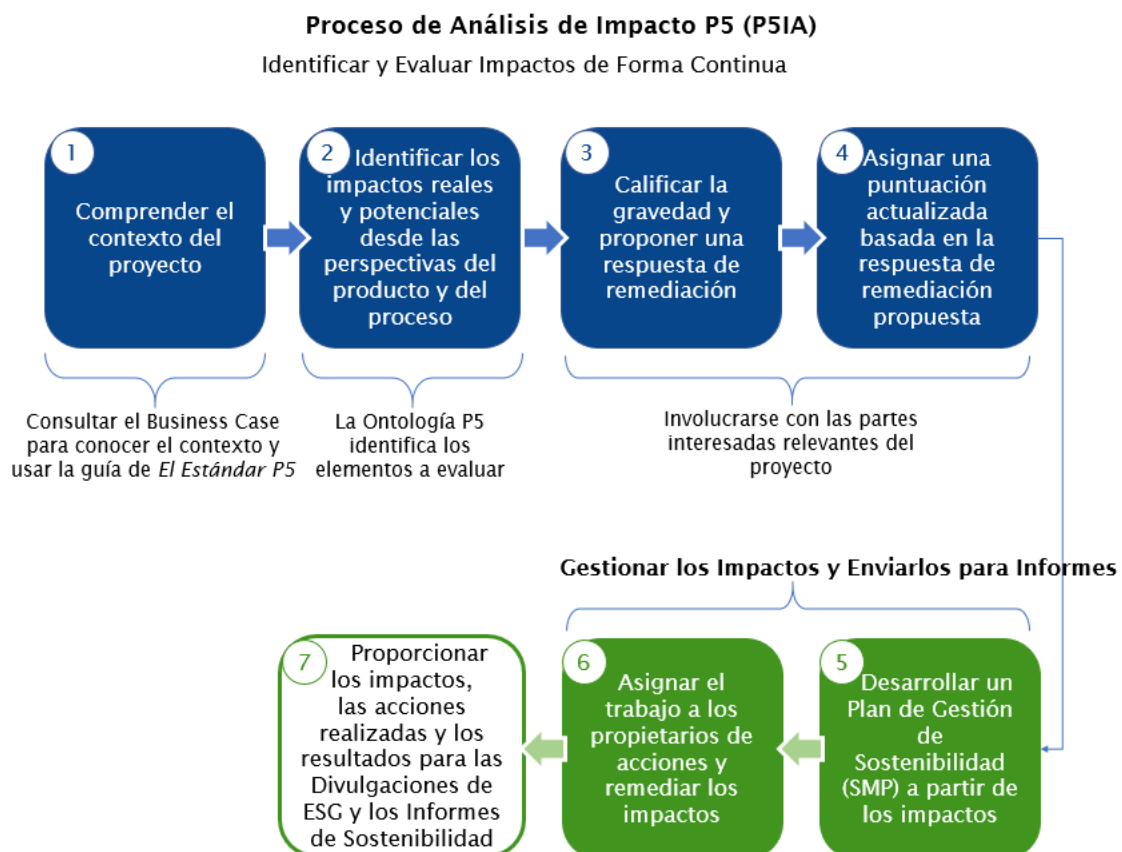 Proceso de Análisis de Impacto P5 (P5IA)
Identificar y Evaluar Impactos de Forma Continua
1
Comprender el
contexto del
proyecto
2
Identificar los
impactos reales
y potenciales
desde las
perspectivas del
producto y del
proceso
3
Calificar la
gravedad y
proponer una
respuesta de
remediación
4
Asignar una
puntuación
actualizada
basada en la
respuesta de
remediación
propuesta
Consultar el Business Case
para conocer el contexto y
usar la guía de El Estándar P5
La Ontología P5
identifica los
elementos a evaluar
Involucrarse con las partes
interesadas relevantes del
proyecto
Gestionar los Impactos y Enviarlos para Informes
5
Desarrollar un
Plan de Gestión
de
Sostenibilidad
(SMP) a partir de
los impactos
6
Asignar el
trabajo a los
propietarios de
acciones y
remediar los
impactos
7
Proporcionar
los impactos,
las acciones
realizadas y los
resultados para las
Divulgaciones de
ESG y los Informes
de Sostenibilidad